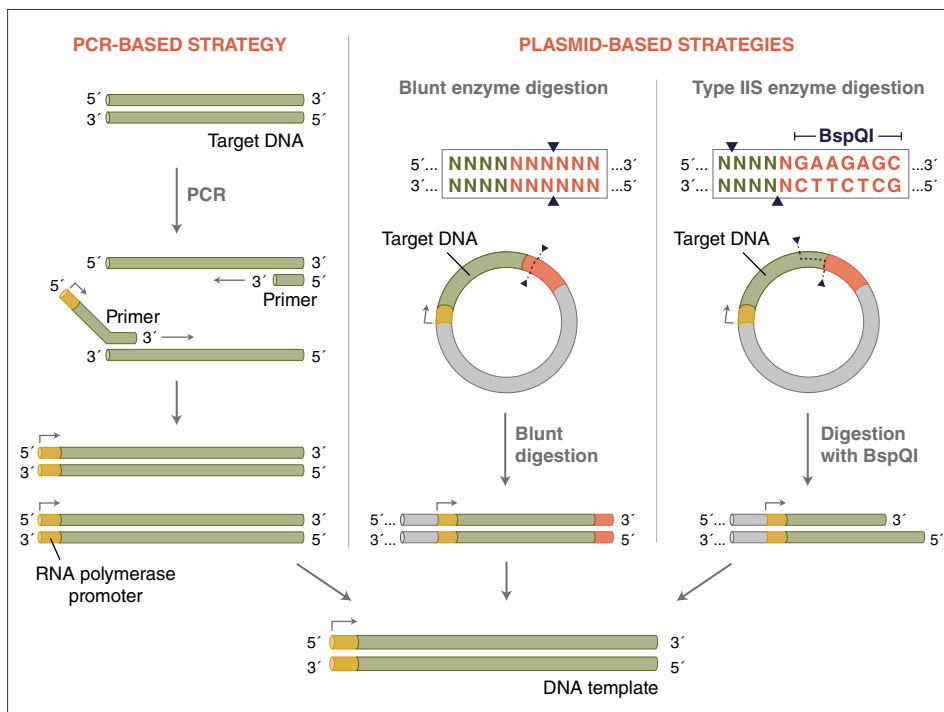 PCR-BASED STRATEGY
5´ 3´
3´ 5´
Target DNA
PCR
5´ 3´
3´ 5´
Primer
5´
Primer
3´
3´ 5´
5´ 3´
3´ 5´
5´ 3´
3´ 5´
RNA polymerase
promoter
PLASMID-BASED STRATEGIES
Blunt enzyme digestion
5´... NNNNNNNNNN ...3´
3´... NNNNNNNNNN ...5´
Target DNA
Blunt
digestion
5´... 3´
3´... 5´
Type IIS enzyme digestion
BspQI
5´... NNNNNGAAGAGC ...3´
3´... NNNNNCTTCTCG ...5´
Target DNA
Digestion
with BspQI
5´... 3´
3´... 5´
5´ 3´
3´ 5´
DNA template